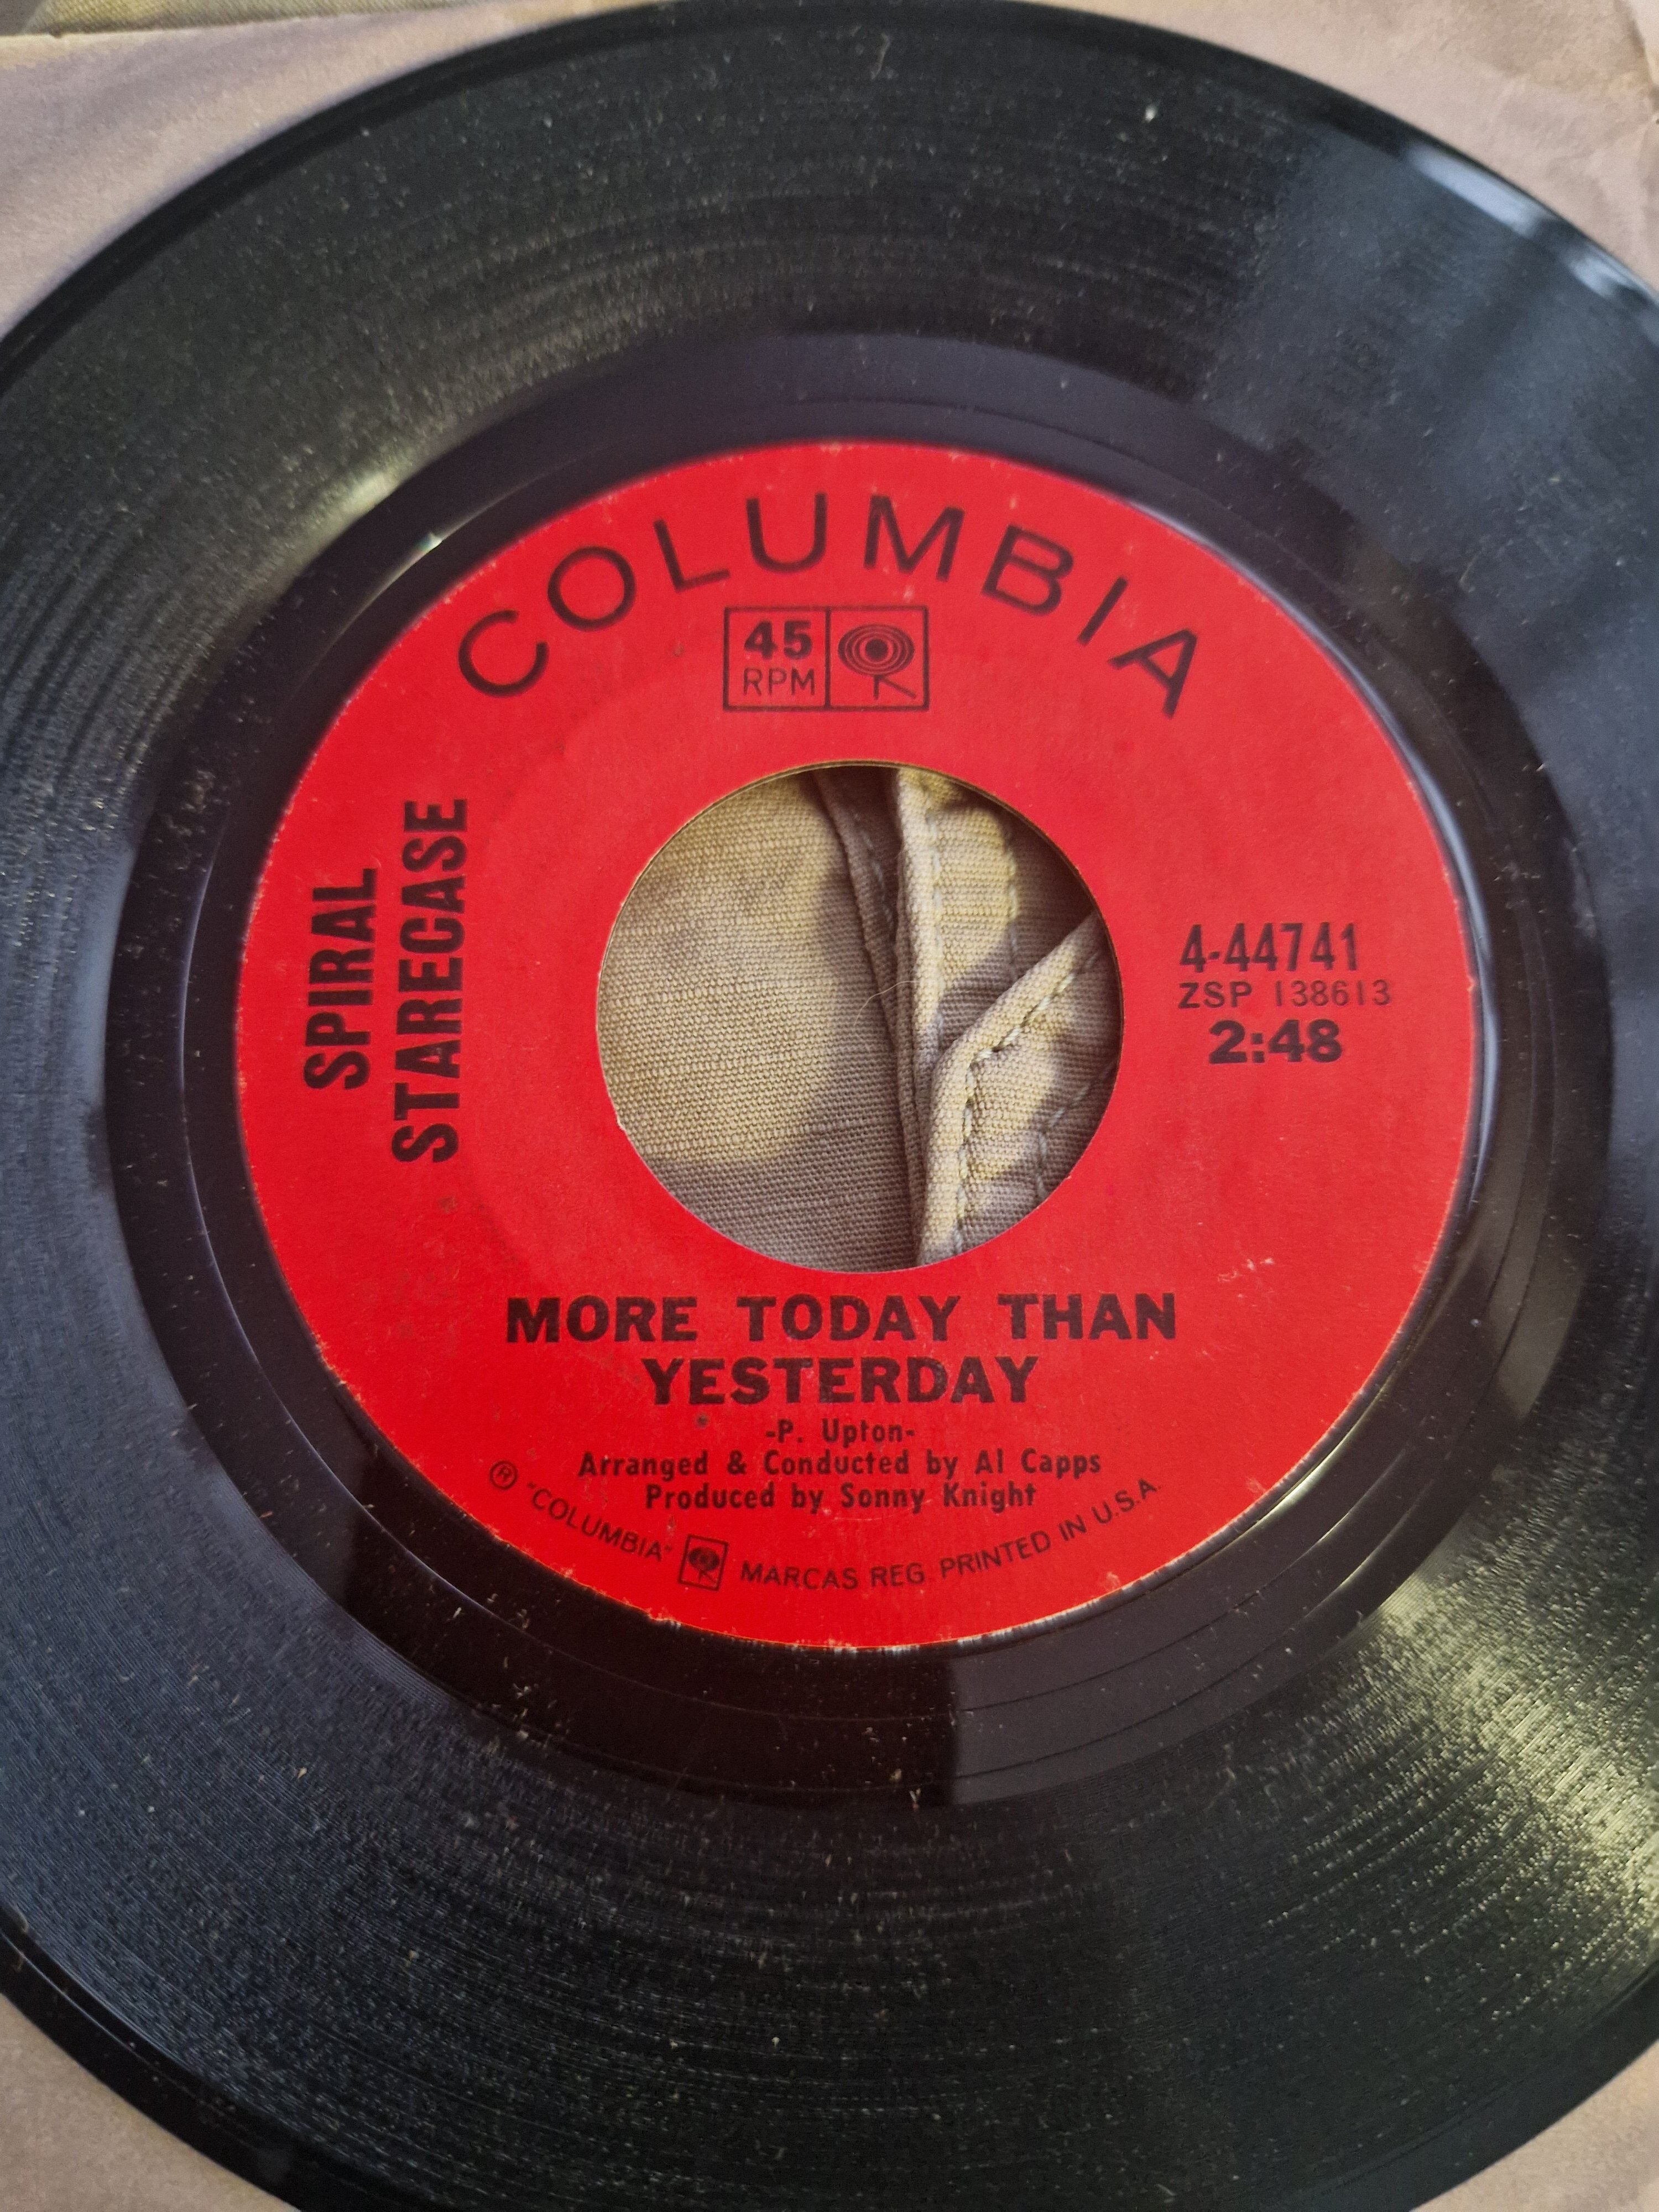 COLUMBIA
45
RPM
SPIRAL
STARECASE
4-44741
ZSP 138613
2:48
MORE TODAY THAN
YESTERDAY
-P. Upton-
Arranged & Conducted by Al Capps
Produced by Sonny Knight
® "COLUMBIA" MARCAS REG. PRINTED IN U.S.A.